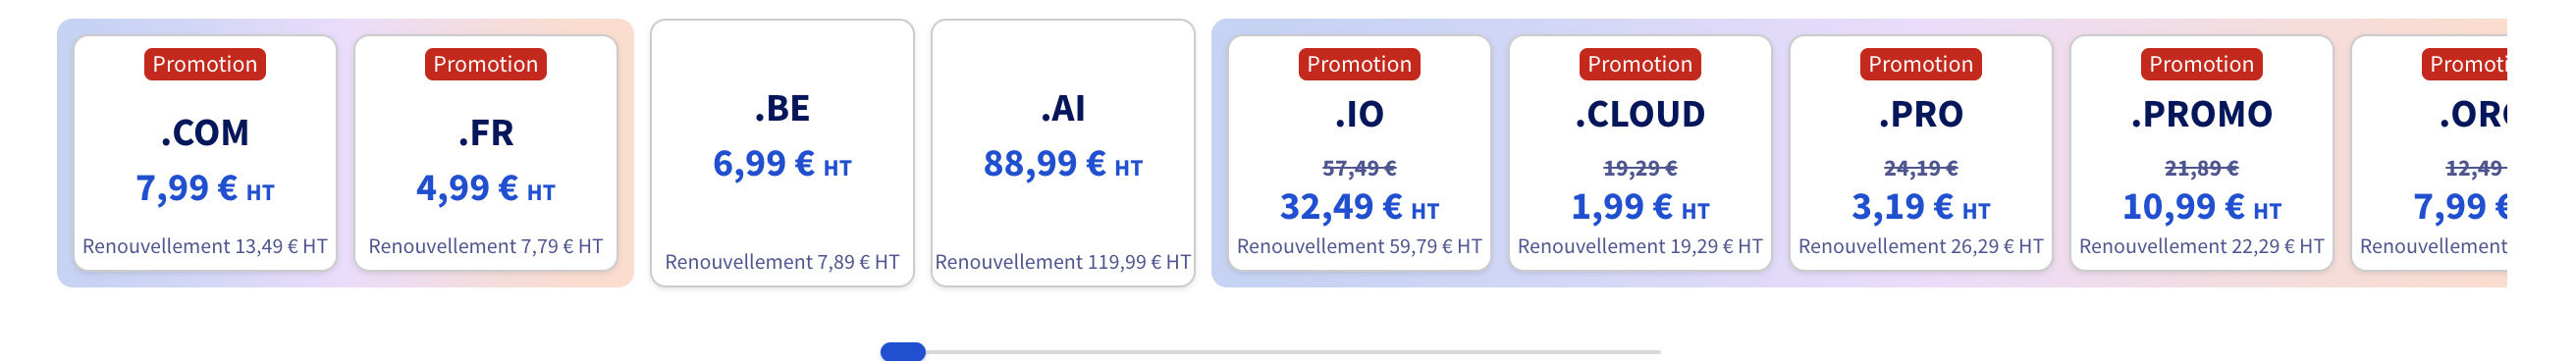 Promotion
.COM
7,99 € HT
Renouvellement 13,49 € HT
Promotion
.FR
4,99 € HT
Renouvellement 7,79 € HT
.BE
6,99 € HT
Renouvellement 7,89 € HT
.AI
88,99 € HT
Renouvellement 119,99 € HT
Promotion
.IO
57,49 €
32,49 € HT
Renouvellement 59,79 € HT
Promotion
.CLOUD
19,29 €
1,99 € HT
Renouvellement 19,29 € HT
Promotion
.PRO
24,19 €
3,19 € HT
Renouvellement 26,29 € HT
Promotion
.PROMO
21,89 €
10,99 € HT
Renouvellement 22,29 € HT
12,49
7,99 €
Renouvellement